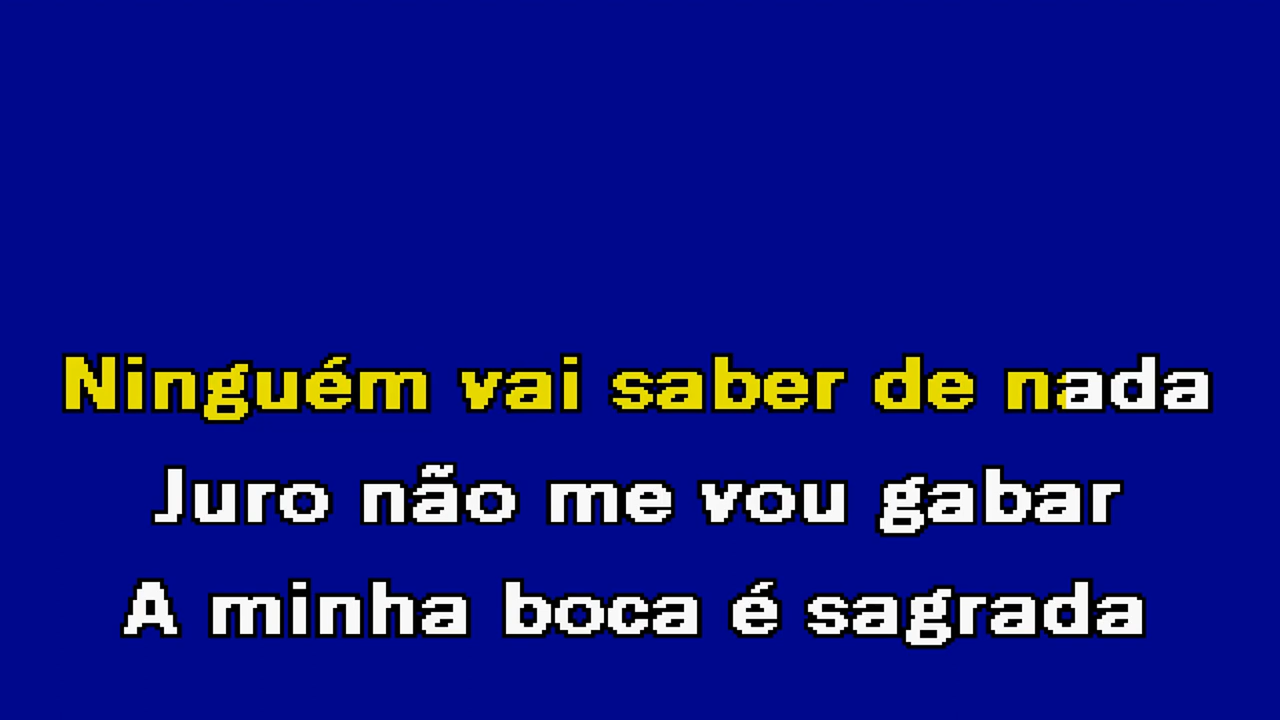 Ninguém vai saber de nada
Juro não me vou gabar
A minha boca é sagrada